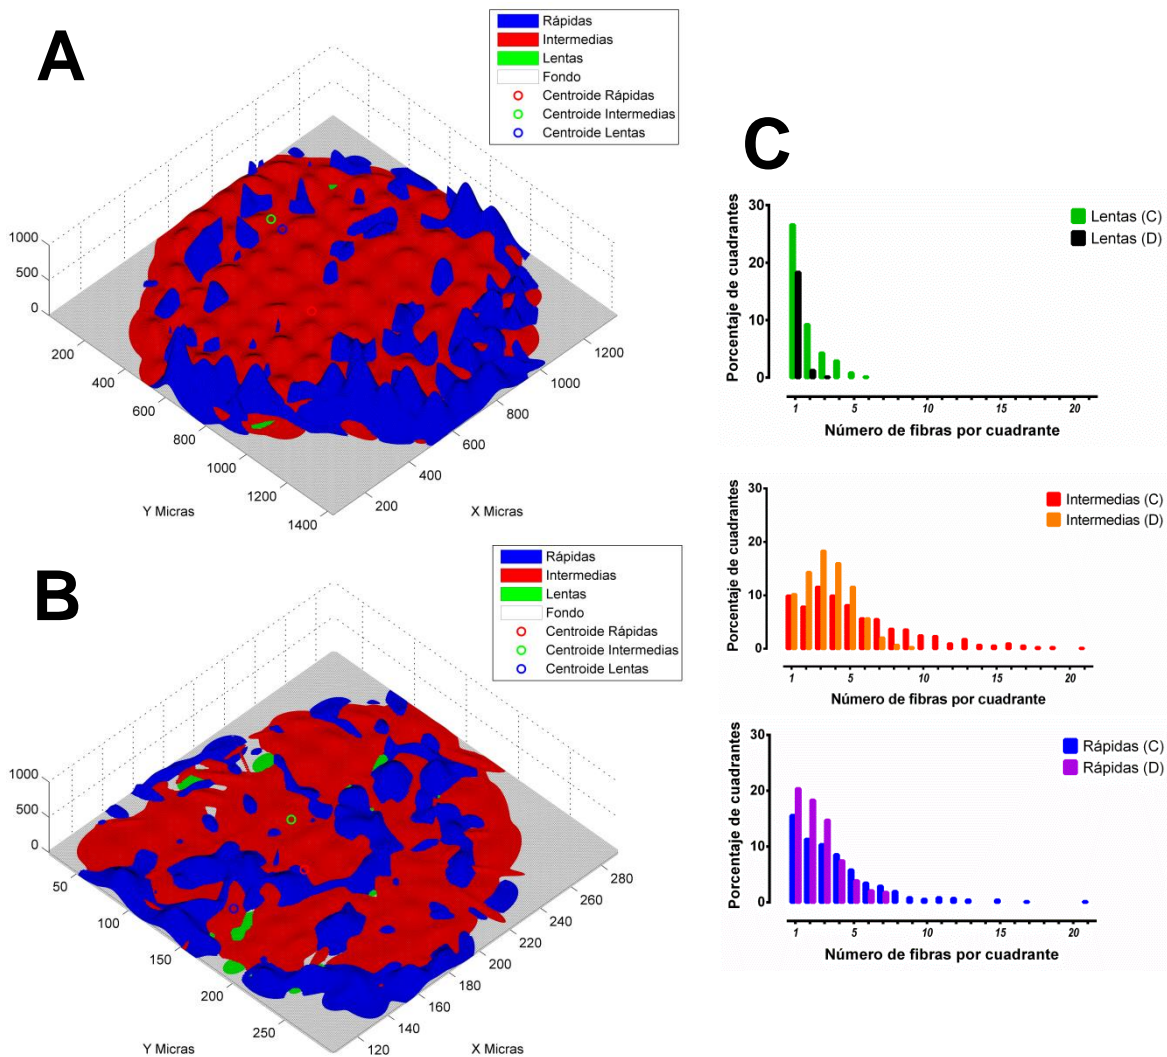 A
Rápidas
Intermedias
Lentas
Fondo
Centroide Rápidas
Centroide Intermedias
Centroide Lentas
1000
500
0
200
400
600
800
1000
1200
1400
Y Micras
200
400
600
800
1000
1200
X Micras
B
Rápidas
Intermedias
Lentas
Fondo
Centroide Rápidas
Centroide Intermedias
Centroide Lentas
1000
500
0
50
100
150
200
250
Y Micras
120
140
160
180
200
220
240
260
280
X Micras
C
Porcentaje de cuadrantes
30
20
10
0
Lentas (C)
Lentas (D)
1 5 10 15 20
Número de fibras por cuadrante
Porcentaje de cuadrantes
30
20
10
0
Intermedias (C)
Intermedias (D)
1 5 10 15 20
Número de fibras por cuadrante
Porcentaje de cuadrantes
30
20
10
0
Rápidas (C)
Rápidas (D)
1 5 10 15 20
Número de fibras por cuadrante